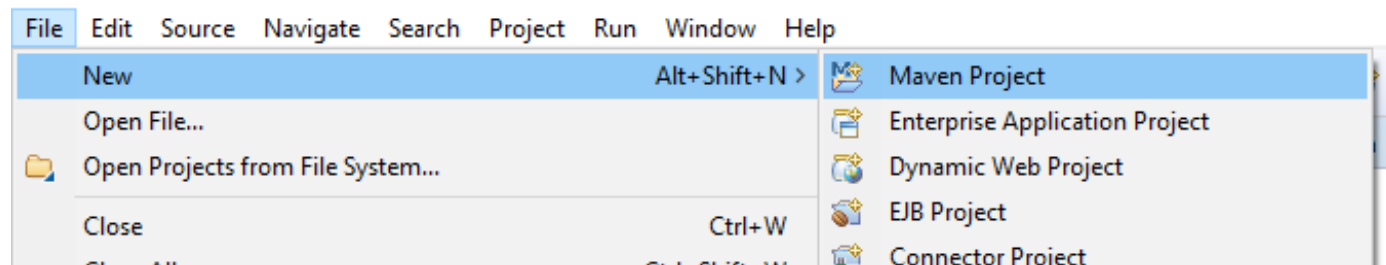 File Edit Source Navigate Search Project Run Window Help
New Alt+Shift+N >
Maven Project
Open File...
Enterprise Application Project
Open Projects from File System...
Dynamic Web Project
EJB Project
Close Ctrl+W
Connector Project